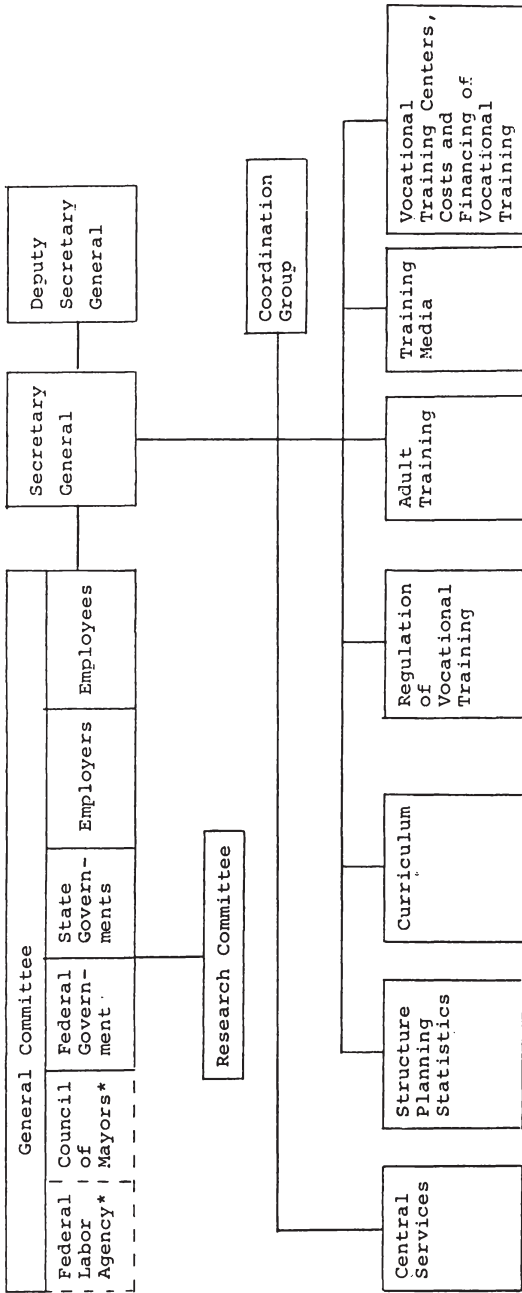 General Committee
Federal
Labor
Agency*
Council
of
Mayors*
Federal
Govern-
ment
State
Govern-
ments
Employers
Employees
Secretary
General
Deputy
Secretary
General
Research Committee
Coordination
Group
Central
Services
Structure
Planning
Statistics
Curriculum
Regulation
of Vocational
Training
Adult
Training
Training
Media
Vocational
Training Centers,
Costs and
Financing of
Vocational
Training